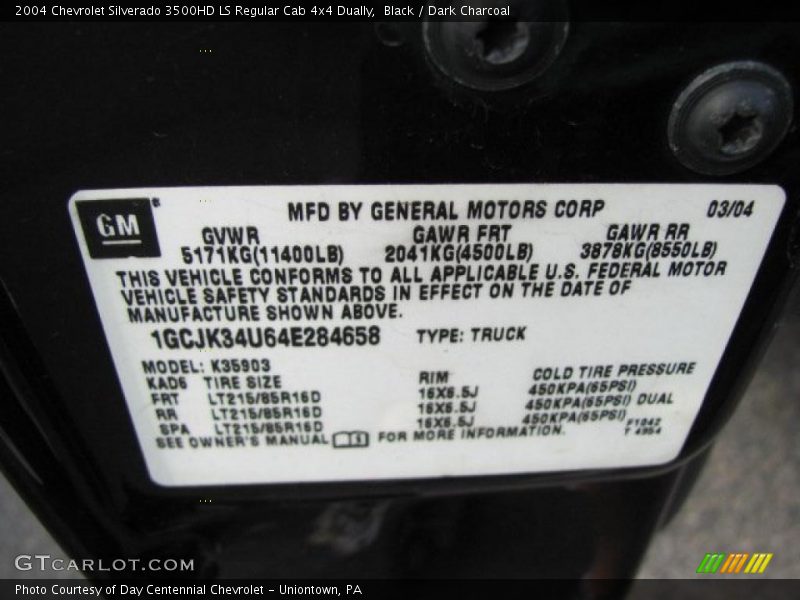 2004 Chevrolet Silverado 3500HD LS Regular Cab 4x4 Dually, Black / Dark Charcoal
GM
MFD BY GENERAL MOTORS CORP 03/04
GVWR GAWR FRT GAWR RR
5171KG(11400LB) 2041KG(4500LB) 3878KG(8550LB)
THIS VEHICLE CONFORMS TO ALL APPLICABLE U.S. FEDERAL MOTOR
VEHICLE SAFETY STANDARDS IN EFFECT ON THE DATE OF
MANUFACTURE SHOWN ABOVE.
1GCJK34U64E284658 TYPE: TRUCK
MODEL: K35903
KAD6 TIRE SIZE RIM COLD TIRE PRESSURE
FRT LT215/85R16D 16X6.5J 450KPA(65PSI)
RR LT215/85R16D 16X6.5J 450KPA(65PSI) DUAL
SPA LT215/85R16D 16X6.5J 450KPA(65PSI)
SEE OWNER'S MANUAL FOR MORE INFORMATION.
F1042
T 4954
GTCARLOT.COM
Photo Courtesy of Day Centennial Chevrolet - Uniontown, PA